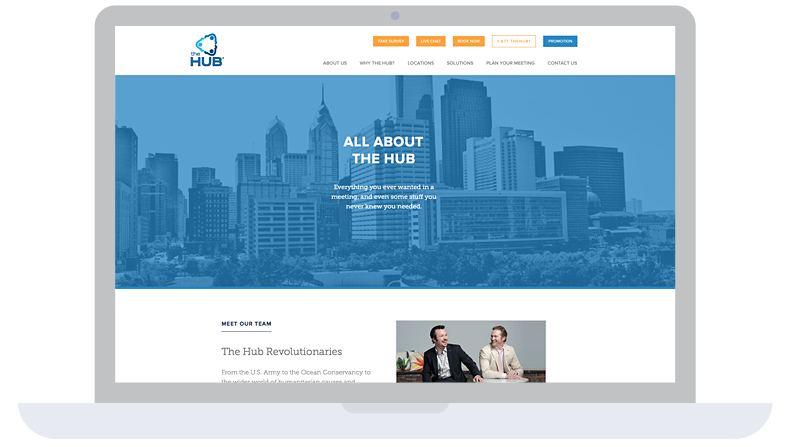 the
HUB
TAKE SURVEY
LIVE CHAT
BOOK NOW
1-877-THEHUB1
PROMOTION
ABOUT US
WHY THE HUB?
LOCATIONS
SOLUTIONS
PLAN YOUR MEETING
CONTACT US
ALL ABOUT
THE HUB
Everything you ever wanted in a
meeting, and even some stuff you
never knew you needed.
MEET OUR TEAM
The Hub Revolutionaries
From the U.S. Army to the Ocean Conservancy to
the wider world of humanitarian causes and